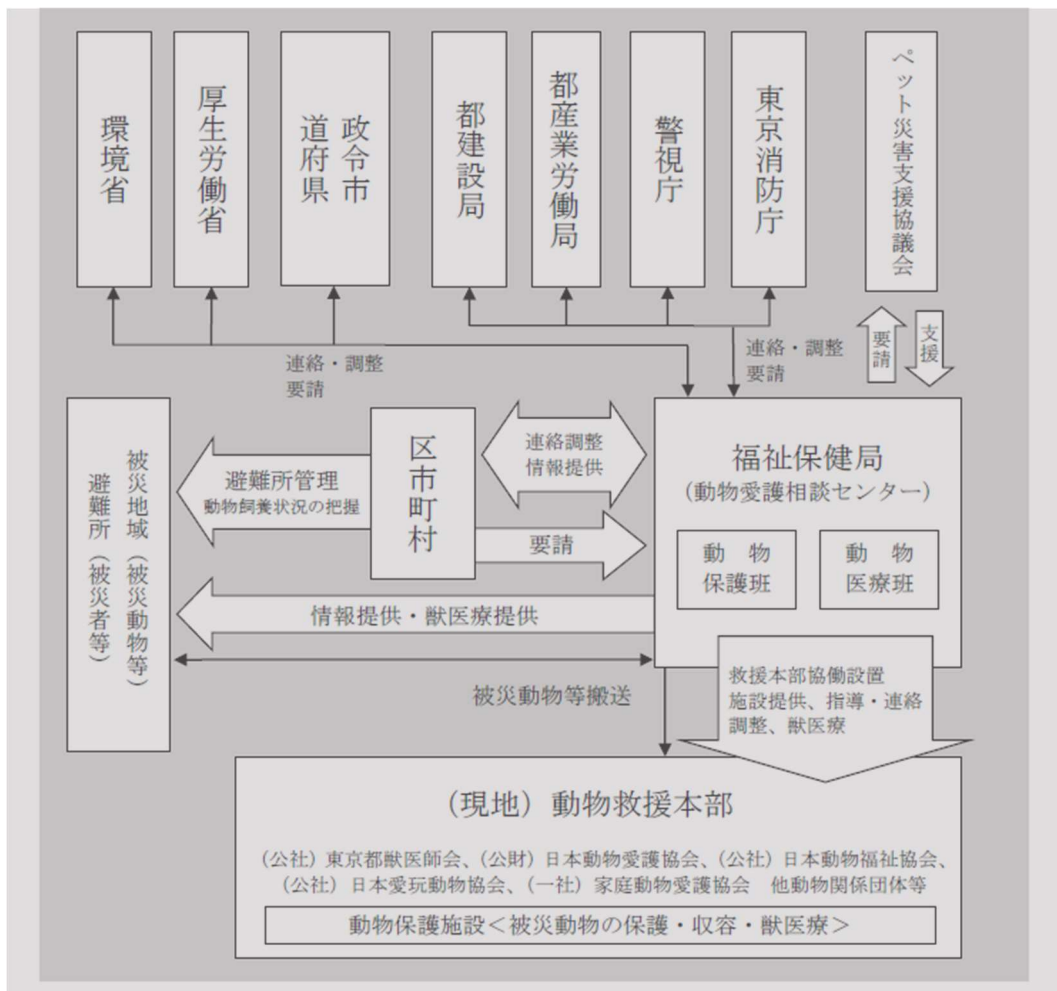 環境省
厚生労働省
政令市
道府県
都建設局
都産業労働局
警視庁
東京消防庁
ペット災害支援協議会
連絡・調整
要請
連絡・調整
要請
要請
支援
被災地域（被災動物等）
避難所（被災者等）
避難所管理
動物飼養状況の把握
区市町村
連絡調整
情報提供
要請
福祉保健局
（動物愛護相談センター）
動　物
保護班
動　物
医療班
情報提供・獣医療提供
被災動物等搬送
救援本部協働設置
施設提供、指導・連絡
調整、獣医療
（現地）動物救援本部
（公社）東京都獣医師会、（公財）日本動物愛護協会、（公社）日本動物福祉協会、
（公社）日本愛玩動物協会、（一社）家庭動物愛護協会　他動物関係団体等
動物保護施設＜被災動物の保護・収容・獣医療＞